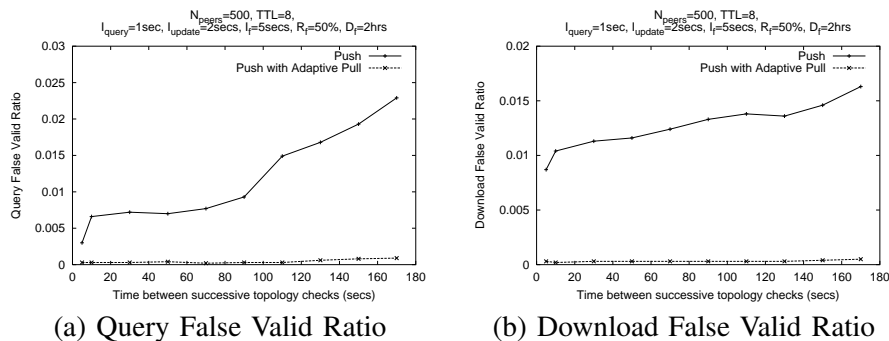 N_peers=500, TTL=8,
I_query=1sec, I_update=2secs, I_f=5secs, R_f=50%, D_f=2hrs
Push
Push with Adaptive Pull
Query False Valid Ratio
0.03
0.025
0.02
0.015
0.01
0.005
0
0 20 40 60 80 100 120 140 160 180
Time between successive topology checks (secs)
(a) Query False Valid Ratio
N_peers=500, TTL=8,
I_query=1sec, I_update=2secs, I_f=5secs, R_f=50%, D_f=2hrs
Push
Push with Adaptive Pull
Download False Valid Ratio
0.02
0.015
0.01
0.005
0
0 20 40 60 80 100 120 140 160 180
Time between successive topology checks (secs)
(b) Download False Valid Ratio